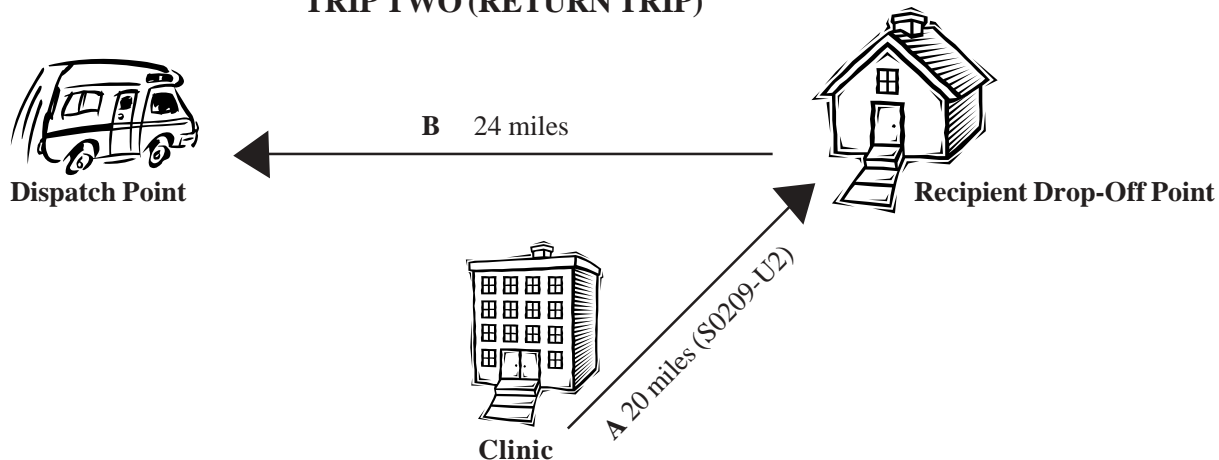 TRIP TWO (RETURN TRIP)
B 24 miles
Dispatch Point
Recipient Drop-Off Point
A 20 miles (S0209-U2)
Clinic